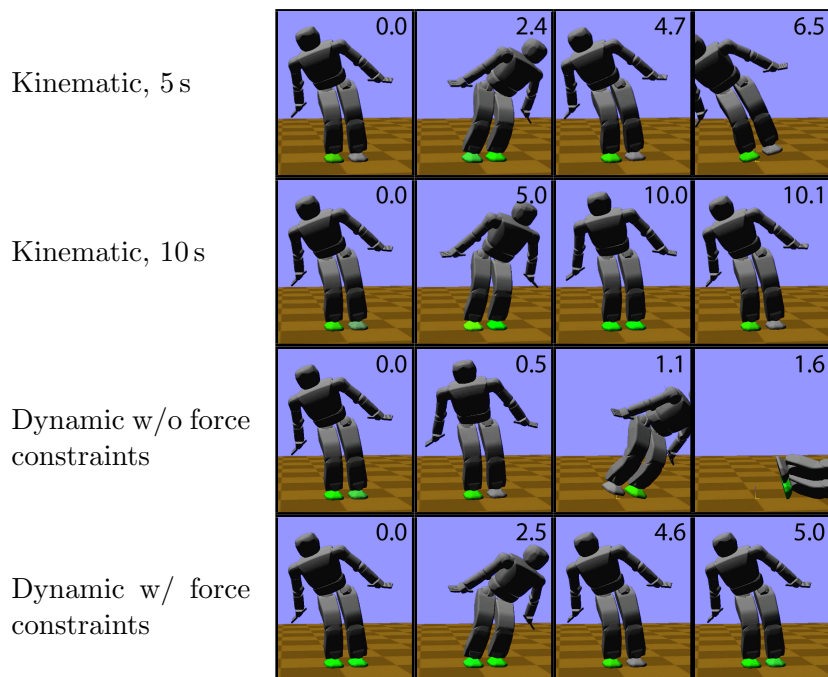 Kinematic, 5 s
0.0 2.4 4.7 6.5
Kinematic, 10 s
0.0 5.0 10.0 10.1
Dynamic w/o force
constraints
0.0 0.5 1.1 1.6
Dynamic w/ force
constraints
0.0 2.5 4.6 5.0